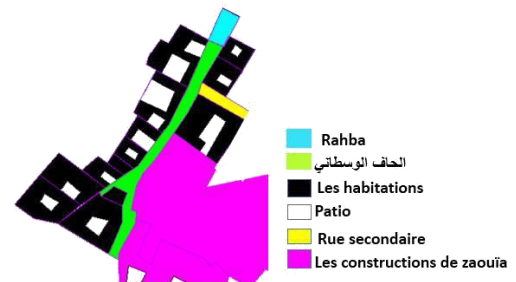 Rahba
الحاف الوسطاني
Les habitations
Patio
Rue secondaire
Les constructions de zaouïa